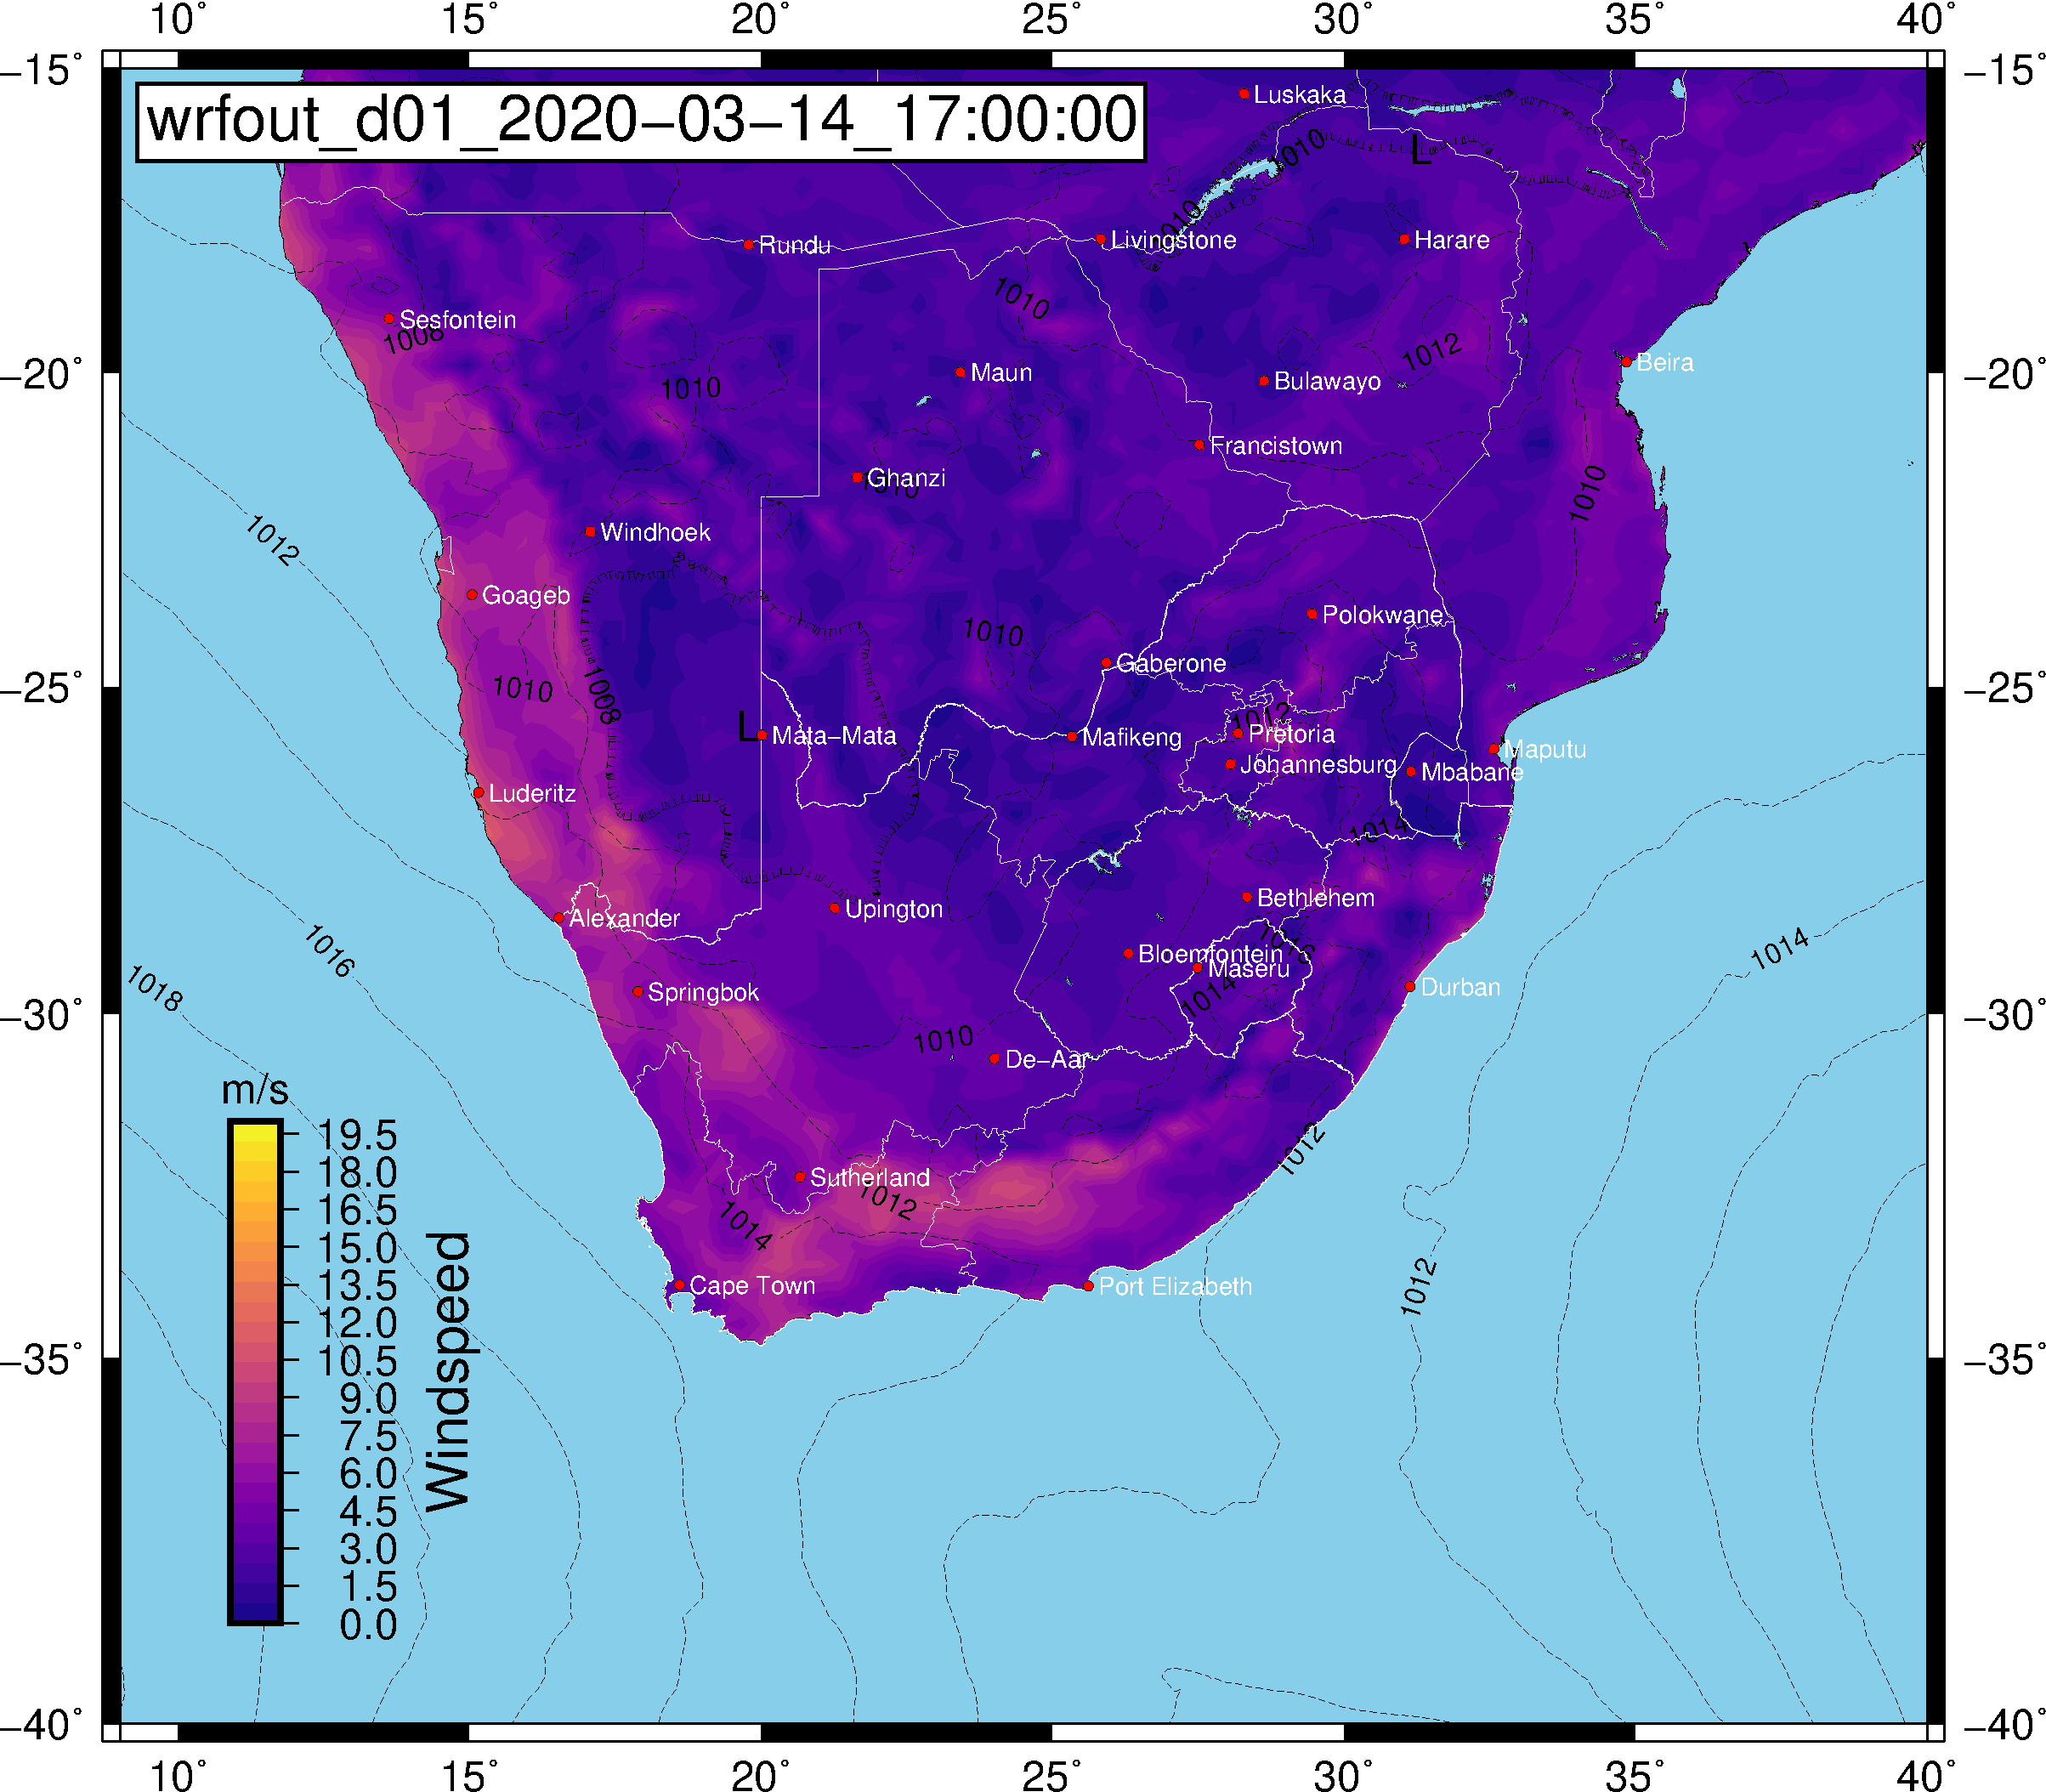 10° 15° 20° 25° 30° 35° 40°
−15° −15°
wrfout_d01_2020−03−14_17:00:00
Luskaka
1010
L
1010
Rundu
Livingstone
Harare
1010
Sesfontein
1008
1012
Beira
Maun
1010
Bulawayo
−20° −20°
Francistown
Ghanzi
1010
1010
1012
Windhoek
Goageb
Polokwane
1010
Gaberone
−25° −25°
1010
1008
1012
L
Mata−Mata
Mafikeng
Pretoria
Maputu
Johannesburg
Mbabane
Luderitz
1014
Bethlehem
Upington
Alexander
1016
1016
1014
Bloemfontein
Maseru
1018
Springbok
1014
Durban
−30° −30°
1010
De−Aar
m/s
1012
Sutherland
1012
1014
1012
Cape Town
Port Elizabeth
19.5
18.0
16.5
15.0
13.5
12.0
10.5
9.0
7.5
6.0
4.5
3.0
1.5
0.0
Windspeed
−35° −35°
−40° −40°
10° 15° 20° 25° 30° 35° 40°